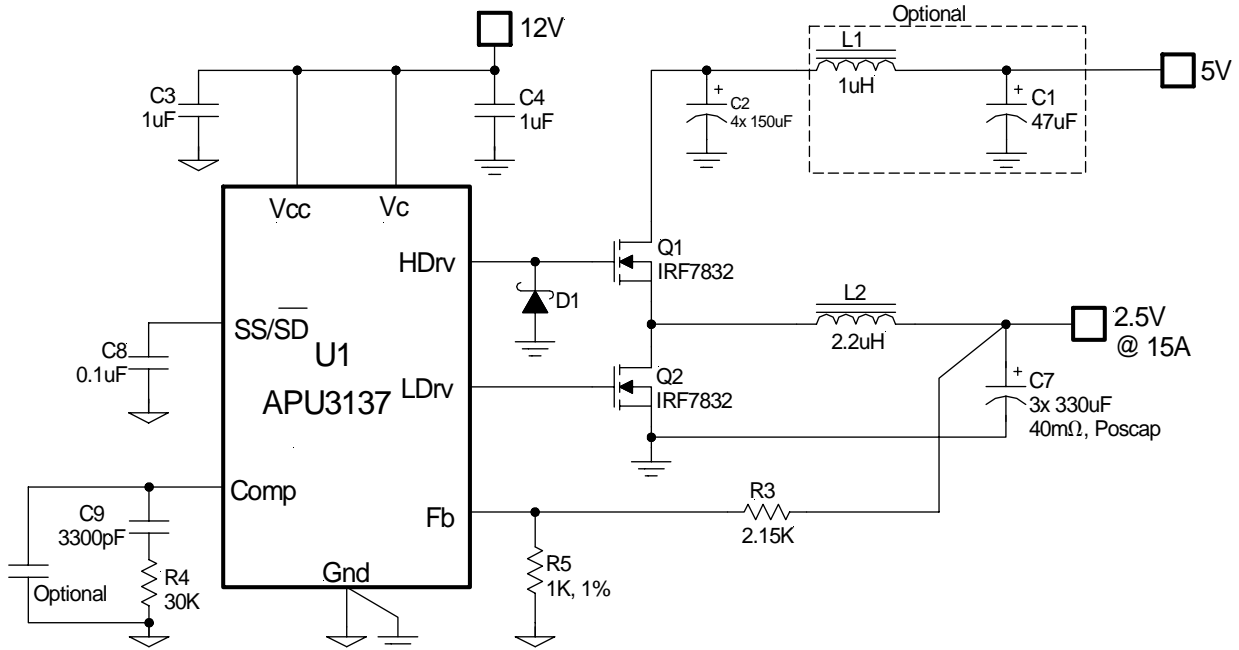 Optional
12V
L1
1uH
5V
C3
1uF
C4
1uF
+
C2
4x 150uF
+
C1
47uF
Vcc
Vc
HDrv
Q1
IRF7832
D1
SS/SD
U1
APU3137
C8
0.1uF
L2
2.2uH
2.5V
@ 15A
LDrv
Q2
IRF7832
+
C7
3x 330uF
40mΩ, Poscap
Comp
C9
3300pF
Fb
R3
2.15K
R4
30K
Optional
Gnd
R5
1K, 1%